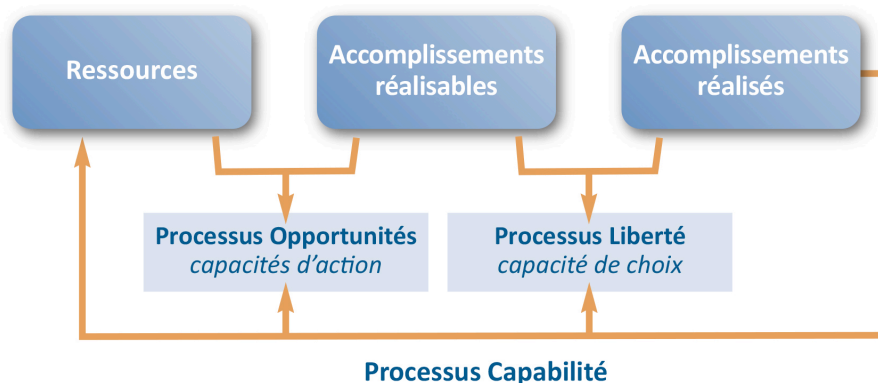 Ressources
Accomplissements
réalisables
Accomplissements
réalisés
Processus Opportunités
capacités d'action
Processus Liberté
capacité de choix
Processus Capabilité